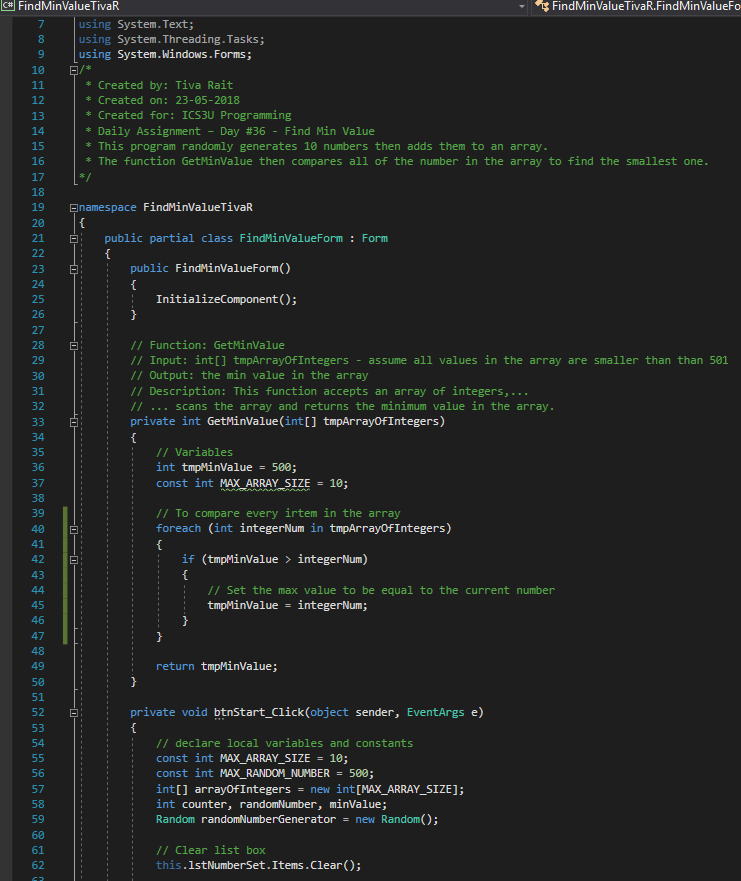 C# FindMinValueTivaR FindMinValueTivaR.FindMinValueFo
7 using System.Text;
8 using System.Threading.Tasks;
9 using System.Windows.Forms;
10 /*
11 * Created by: Tiva Rait
12 * Created on: 23-05-2018
13 * Created for: ICS3U Programming
14 * Daily Assignment – Day #36 - Find Min Value
15 * This program randomly generates 10 numbers then adds them to an array.
16 * The function GetMinValue then compares all of the number in the array to find the smallest one.
17 */
18
19 namespace FindMinValueTivaR
20 {
21 public partial class FindMinValueForm : Form
22 {
23 public FindMinValueForm()
24 {
25 InitializeComponent();
26 }
27
28 // Function: GetMinValue
29 // Input: int[] tmpArrayOfIntegers - assume all values in the array are smaller than than 501
30 // Output: the min value in the array
31 // Description: This function accepts an array of integers,...
32 // ... scans the array and returns the minimum value in the array.
33 private int GetMinValue(int[] tmpArrayOfIntegers)
34 {
35 // Variables
36 int tmpMinValue = 500;
37 const int MAX_ARRAY_SIZE = 10;
38
39 // To compare every irtem in the array
40 foreach (int integerNum in tmpArrayOfIntegers)
41 {
42 if (tmpMinValue > integerNum)
43 {
44 // Set the max value to be equal to the current number
45 tmpMinValue = integerNum;
46 }
47 }
48
49 return tmpMinValue;
50 }
51
52 private void btnStart_Click(object sender, EventArgs e)
53 {
54 // declare local variables and constants
55 const int MAX_ARRAY_SIZE = 10;
56 const int MAX_RANDOM_NUMBER = 500;
57 int[] arrayOfIntegers = new int[MAX_ARRAY_SIZE];
58 int counter, randomNumber, minValue;
59 Random randomNumberGenerator = new Random();
60
61 // Clear list box
62 this.lstNumberSet.Items.Clear();
63